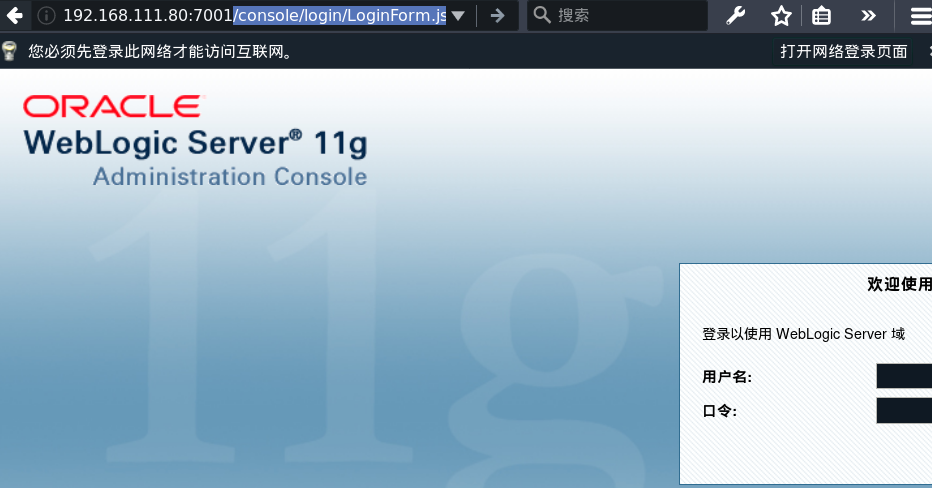 192.168.111.80:7001/console/login/LoginForm.js
搜索
您必须先登录此网络才能访问互联网。
打开网络登录页面
ORACLE
WebLogic Server® 11g
Administration Console
11g
欢迎使用
登录以使用 WebLogic Server 域
用户名:
口令: